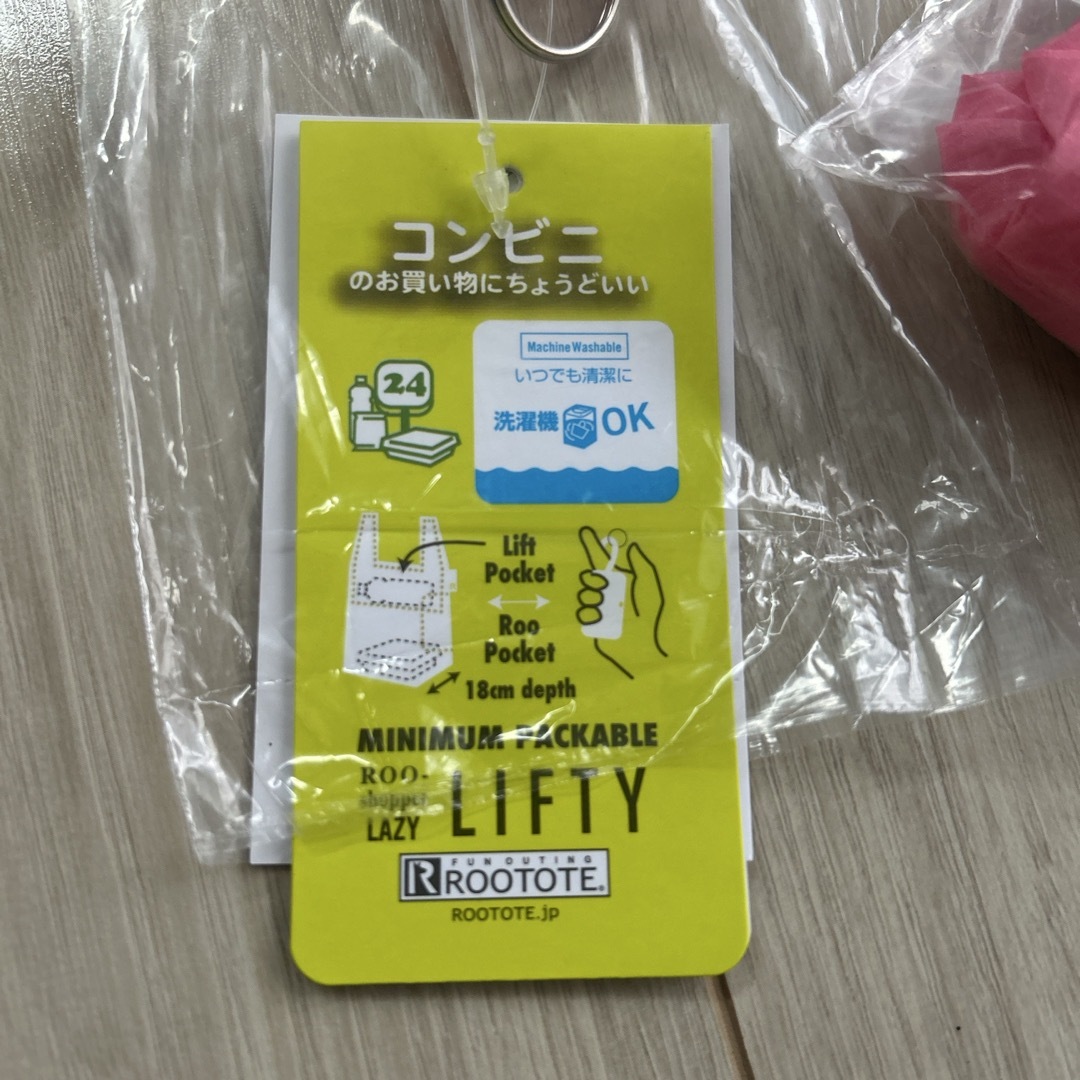 コンビニ
のお買い物にちょうどいい
24
Machine Washable
いつでも清潔に
洗濯機 OK
Lift
Pocket
Roo
Pocket
18cm depth
MINIMUM PACKABLE
ROO-
shopper
LAZY
LIFTY
R
FUN OUTING
ROOTOTE®
ROOTOTE.jp